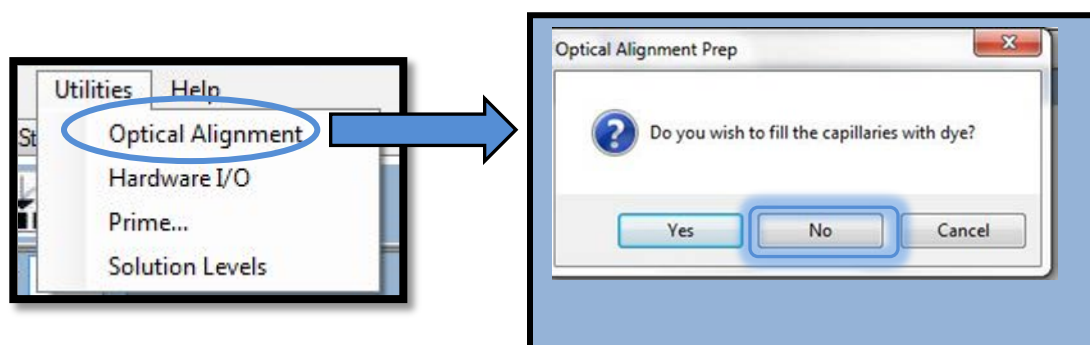 Utilities Help
St
Optical Alignment
Hardware I/O
Prime...
Solution Levels
Optical Alignment Prep
Do you wish to fill the capillaries with dye?
Yes No Cancel